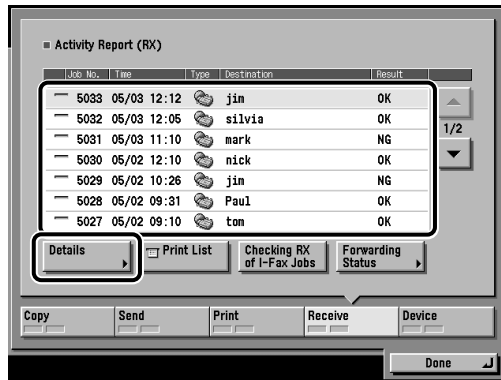 Activity Report (RX)
Job No. Time Type Destination Result
5033 05/03 12:12 jim OK
5032 05/03 12:05 silvia OK
5031 05/03 11:10 mark NG
5030 05/02 12:10 nick OK
5029 05/02 10:26 jim NG
5028 05/02 09:31 Paul OK
5027 05/02 09:10 tom OK
1/2
Details Print List Checking RX of I-Fax Jobs Forwarding Status
Copy Send Print Receive Device
Done